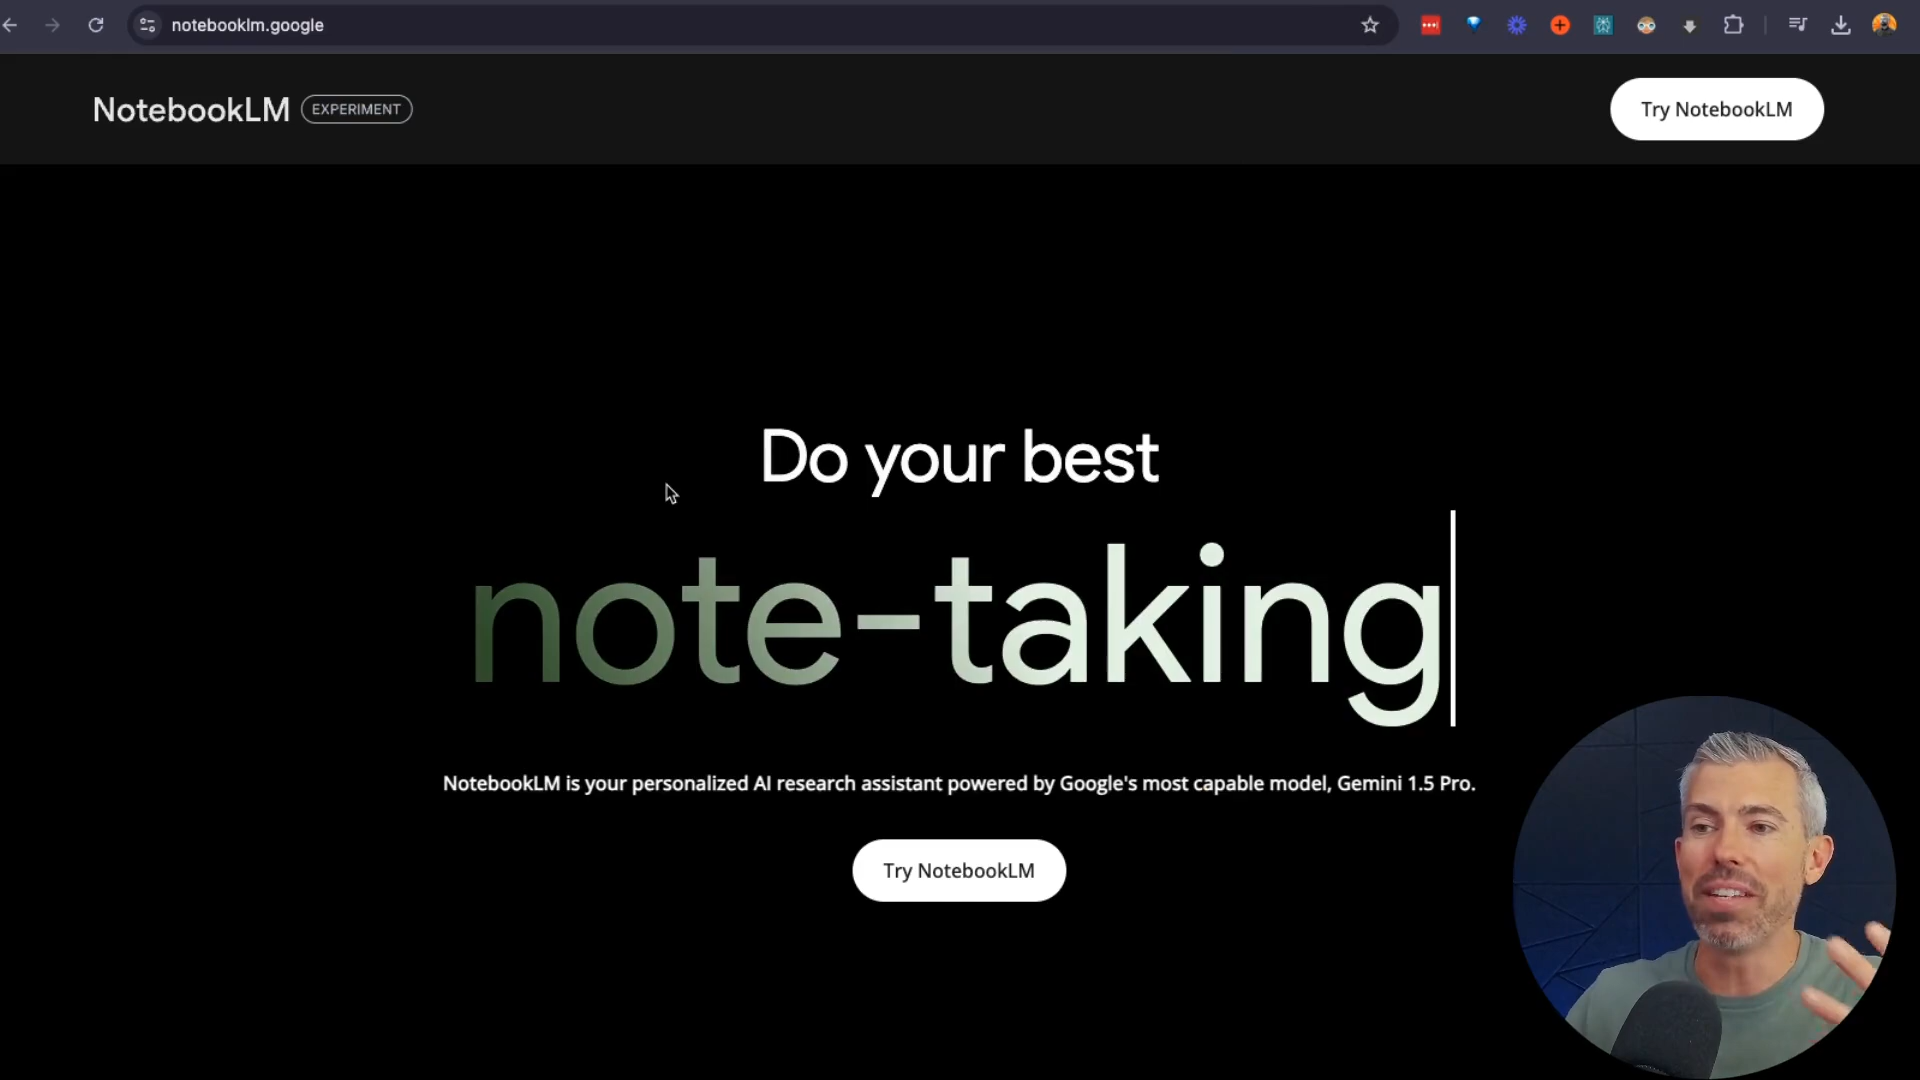 notebooklm.google
NotebookLM EXPERIMENT
Try NotebookLM
Do your best
note-taking
NotebookLM is your personalized AI research assistant powered by Google's most capable model, Gemini 1.5 Pro.
Try NotebookLM